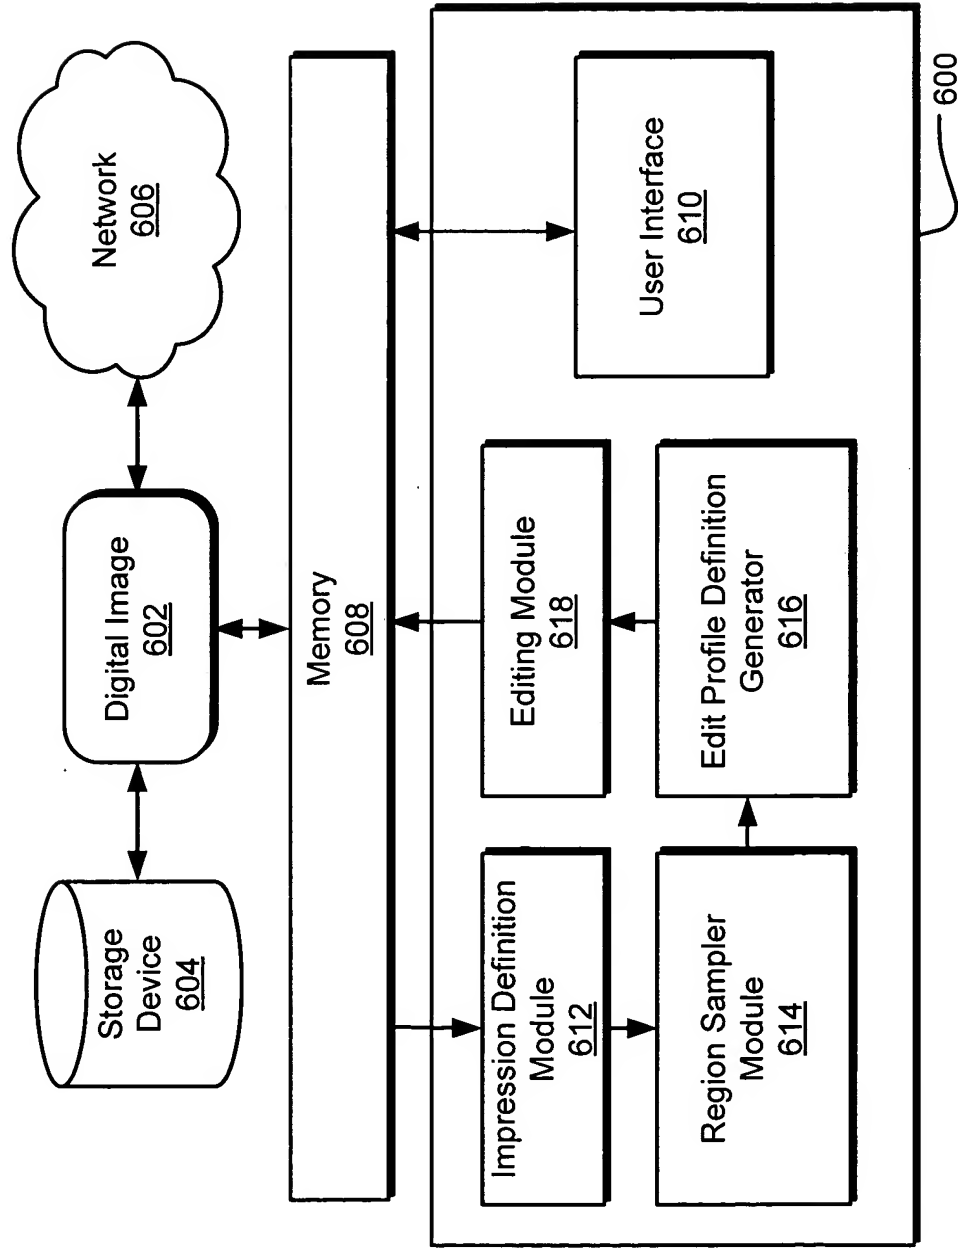 Storage
Device
604
Digital Image
602
Network
606
Memory
608
Impression Definition
Module
612
Editing Module
618
User Interface
610
Region Sampler
Module
614
Edit Profile Definition
Generator
616
600